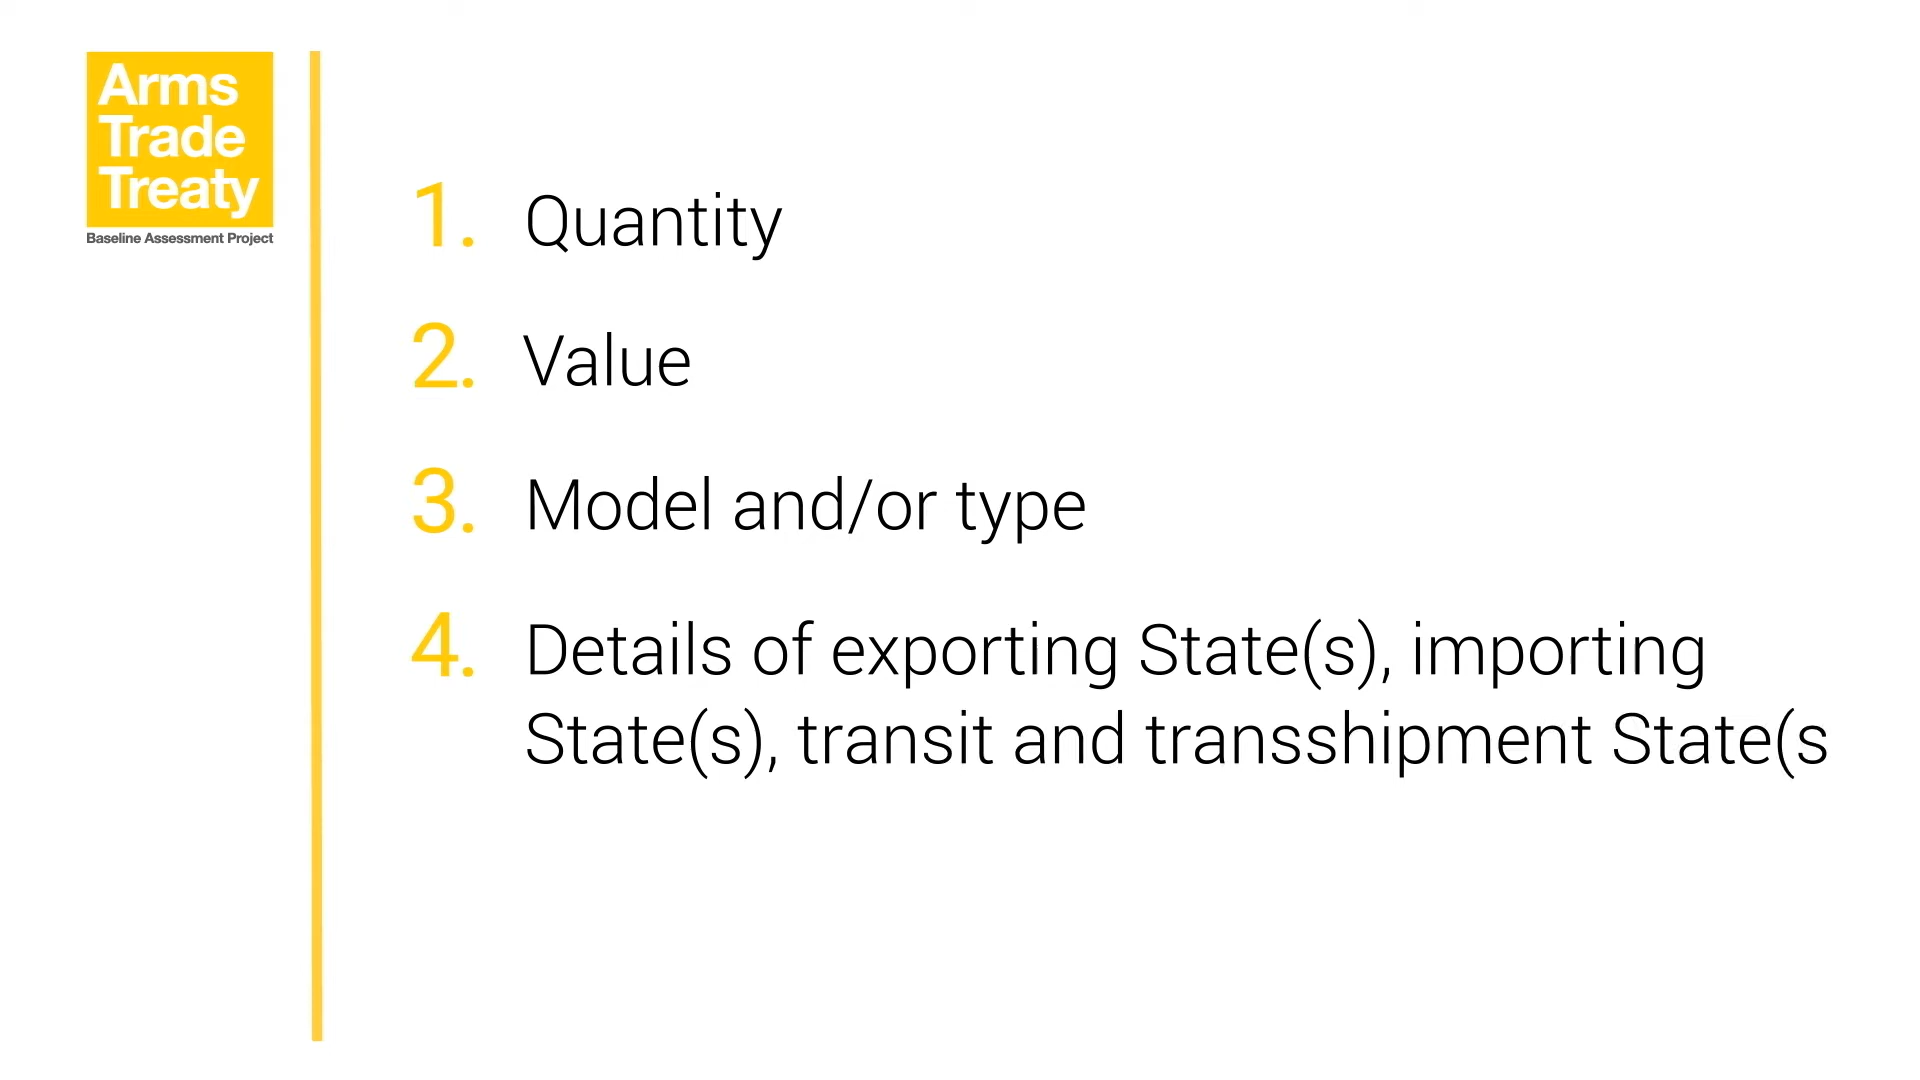 Arms
Trade
Treaty
Baseline Assessment Project
1. Quantity
2. Value
3. Model and/or type
4. Details of exporting State(s), importing
State(s), transit and transshipment State(s